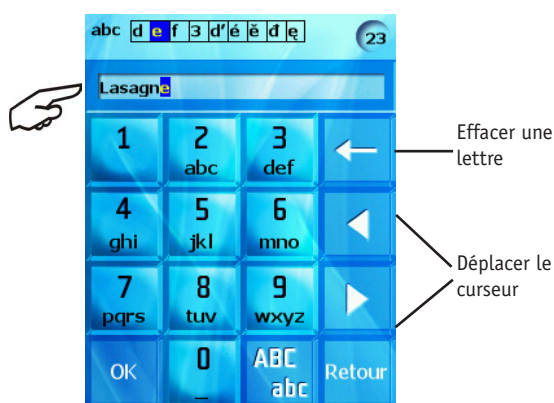 abc d e f 3 ď é ě đ ę
23
Lasagne
1 2 3
abc def
Effacer une
lettre
4 5 6
ghi jkl mno
Déplacer le
curseur
7 8 9
pqrs tuv wxyz
OK 0 _ ABC abc Retour